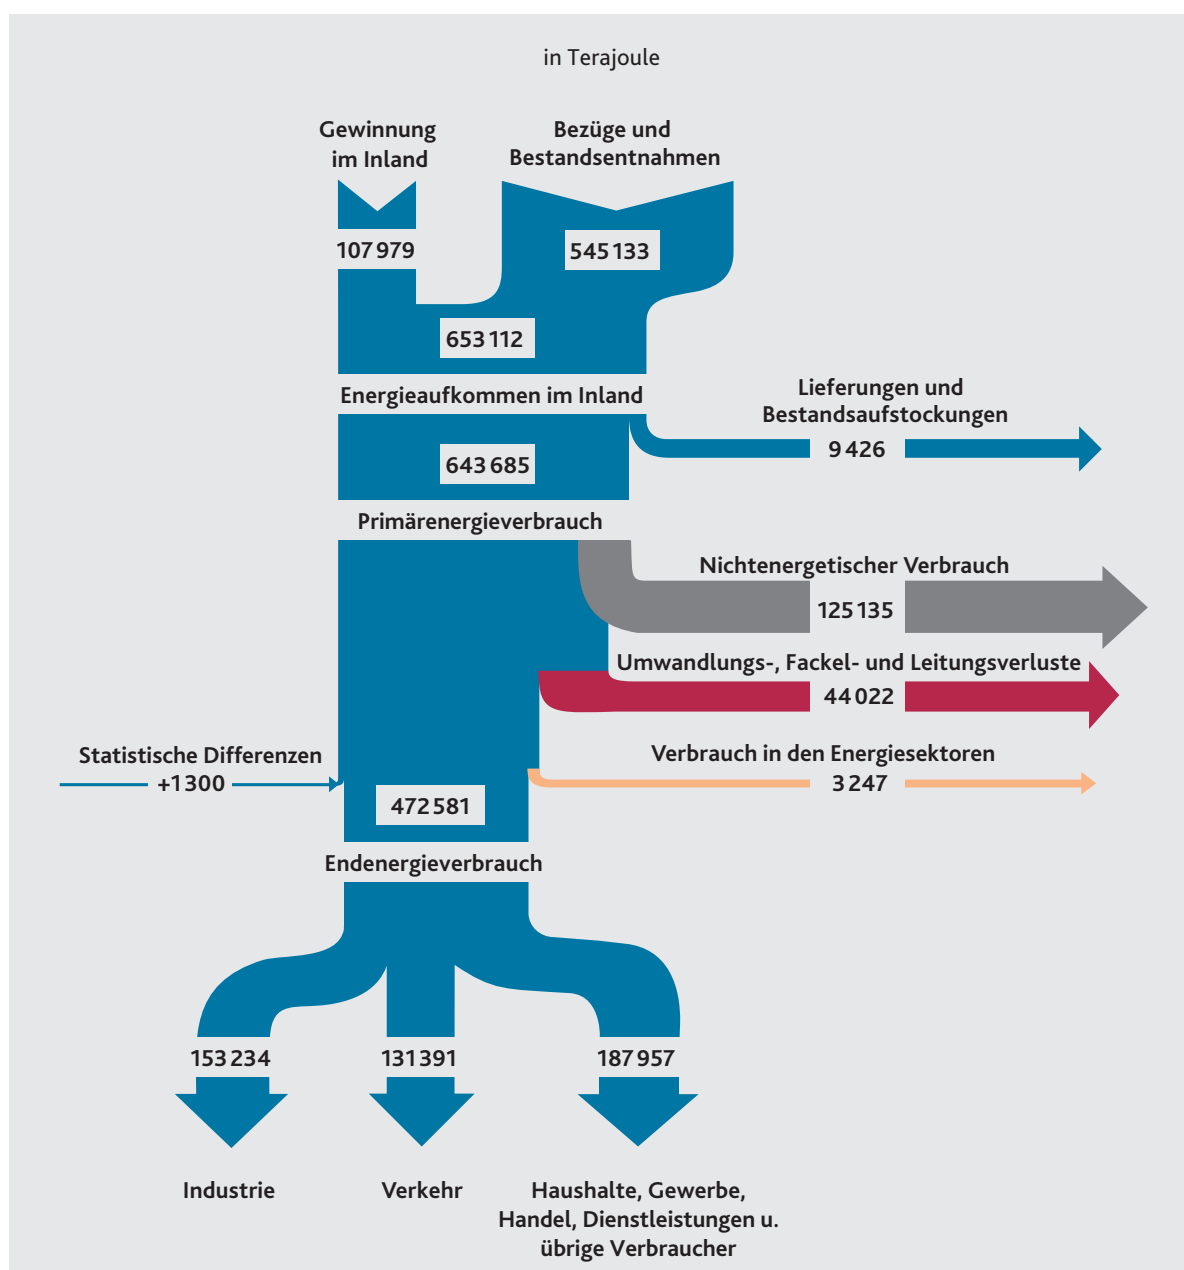 in Terajoule
Gewinnung
im Inland
Bezüge und
Bestandsentnahmen
107 979
545 133
653 112
Energieaufkommen im Inland
Lieferungen und
Bestandsaufstockungen
9 426
643 685
Primärenergieverbrauch
Nichtenergetischer Verbrauch
125 135
Umwandlungs-, Fackel- und Leitungsverluste
44 022
Statistische Differenzen
+1 300
Verbrauch in den Energiesektoren
3 247
472 581
Endenergieverbrauch
153 234
131 391
187 957
Industrie
Verkehr
Haushalte, Gewerbe,
Handel, Dienstleistungen u.
übrige Verbraucher